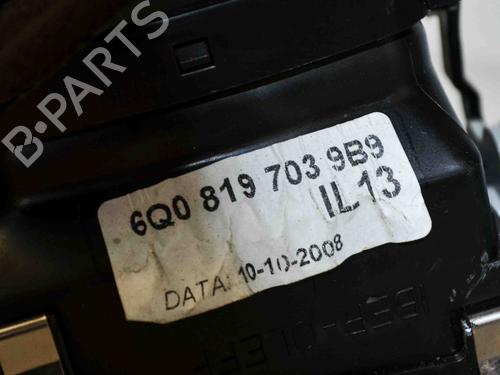 B-PARTS
6Q0 819 703 9B9
IL13
DATA: 10-10-2008